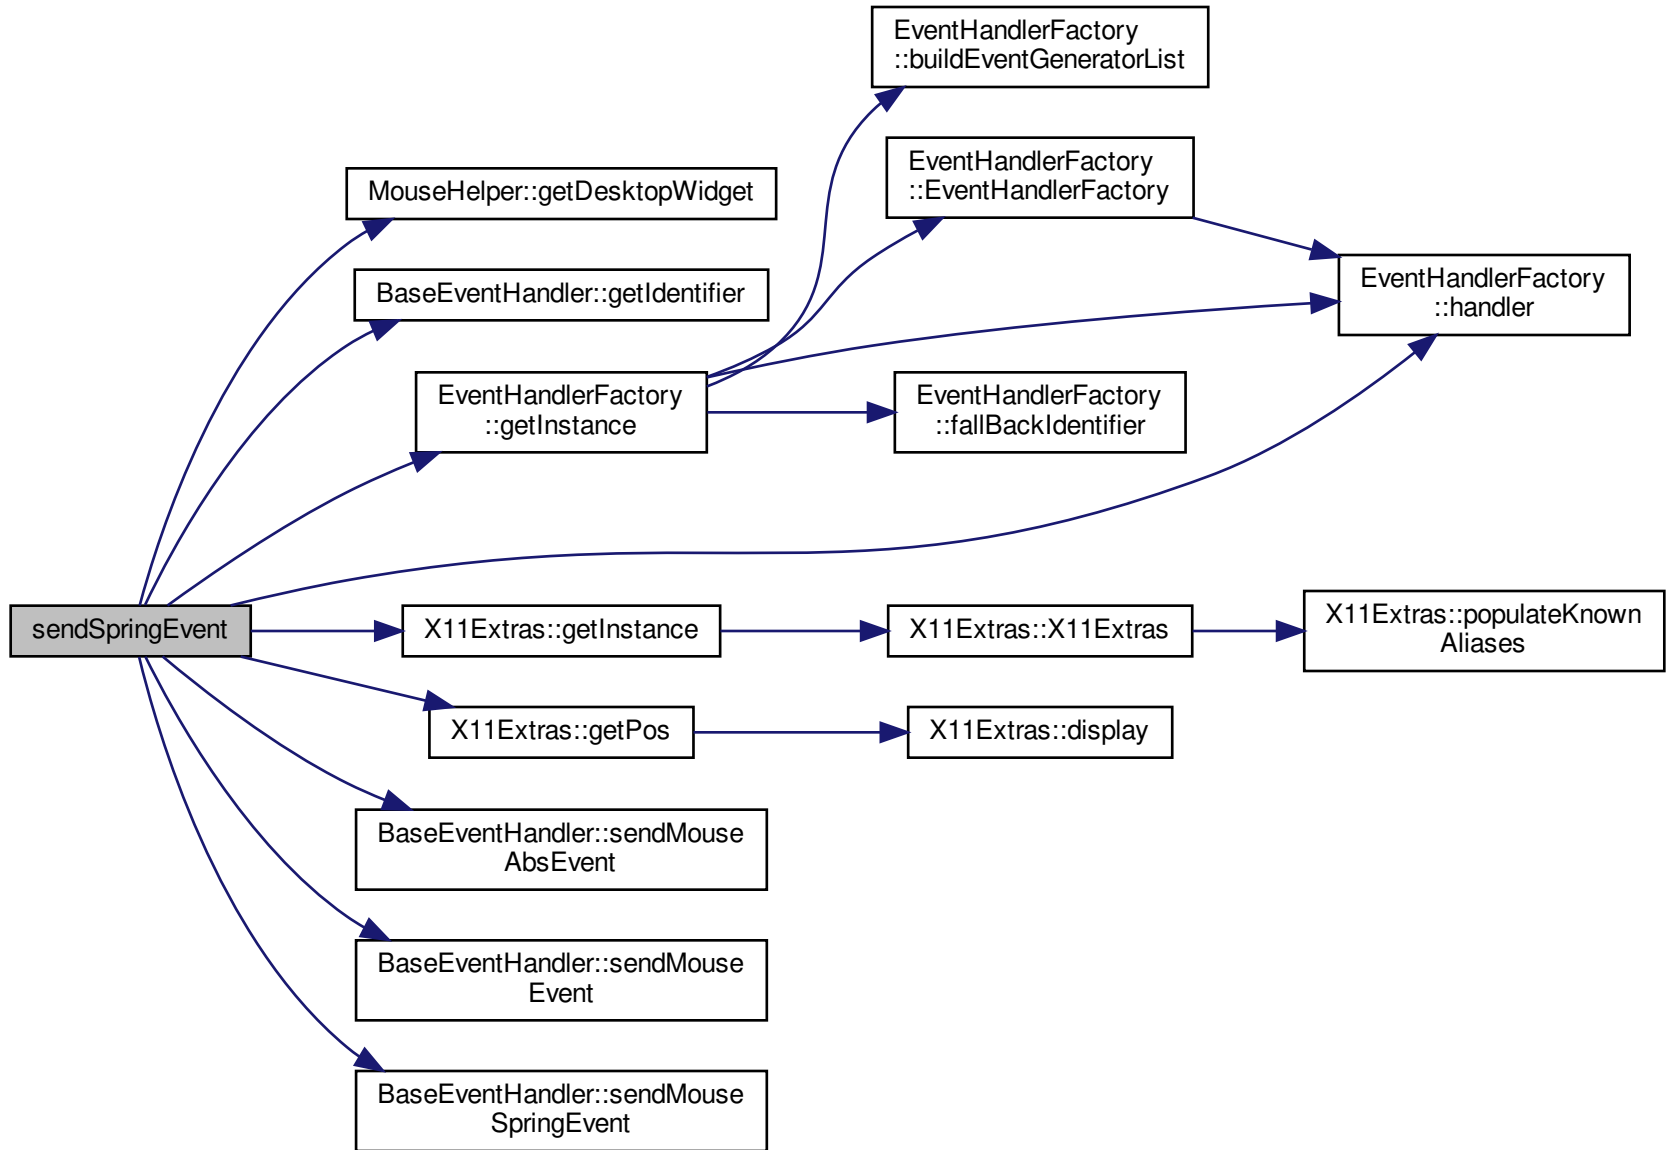 EventHandlerFactory
::buildEventGeneratorList
EventHandlerFactory
::EventHandlerFactory
MouseHelper::getDesktopWidget
EventHandlerFactory
::handler
BaseEventHandler::getIdentifier
EventHandlerFactory
::getInstance
EventHandlerFactory
::fallBackIdentifier
sendSpringEvent
X11Extras::getInstance
X11Extras::X11Extras
X11Extras::populateKnown
Aliases
X11Extras::getPos
X11Extras::display
BaseEventHandler::sendMouse
AbsEvent
BaseEventHandler::sendMouse
Event
BaseEventHandler::sendMouse
SpringEvent